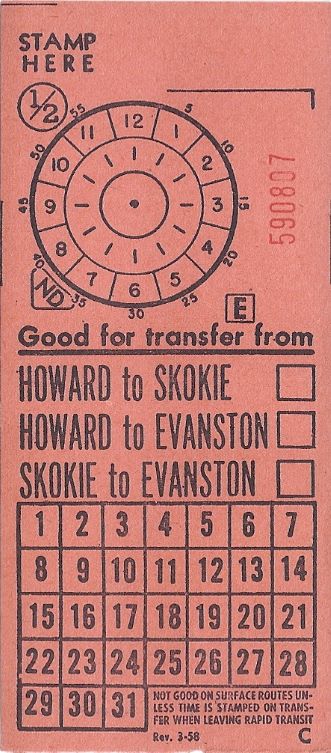 STAMP
HERE
1/2
55
5
50
10
45
15
40
20
35
30
25
12
1
2
3
4
5
6
7
8
9
10
11
ND
590807
E
Good for transfer from
HOWARD to SKOKIE
HOWARD to EVANSTON
SKOKIE to EVANSTON
1 2 3 4 5 6 7
8 9 10 11 12 13 14
15 16 17 18 19 20 21
22 23 24 25 26 27 28
29 30 31
NOT GOOD ON SURFACE ROUTES UN-
LESS TIME IS STAMPED ON TRANS-
FER WHEN LEAVING RAPID TRANSIT
Rev. 3-58 C